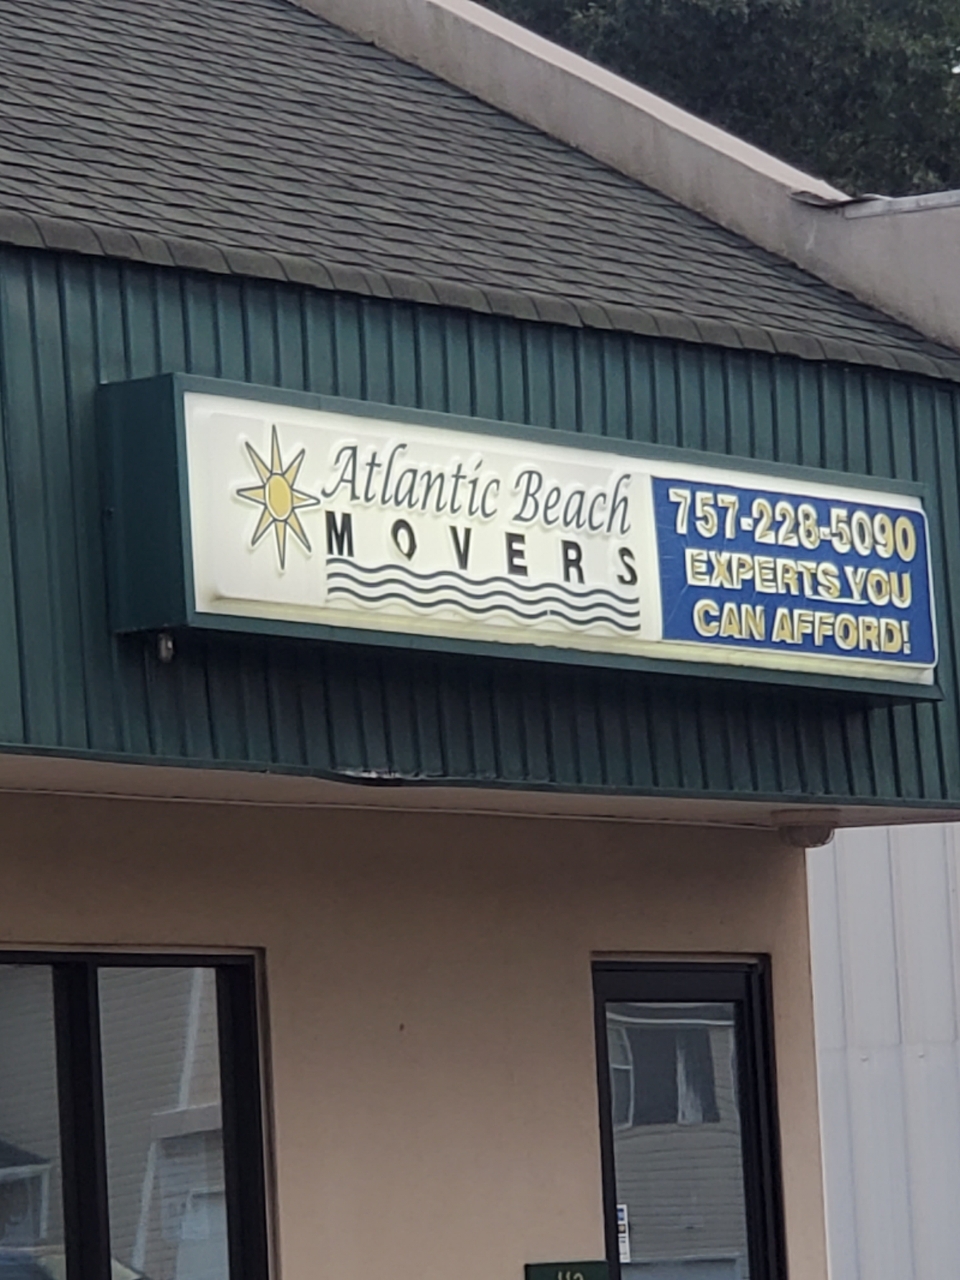 Atlantic Beach
MOVERS
757-228-5090
EXPERTS YOU
CAN AFFORD!